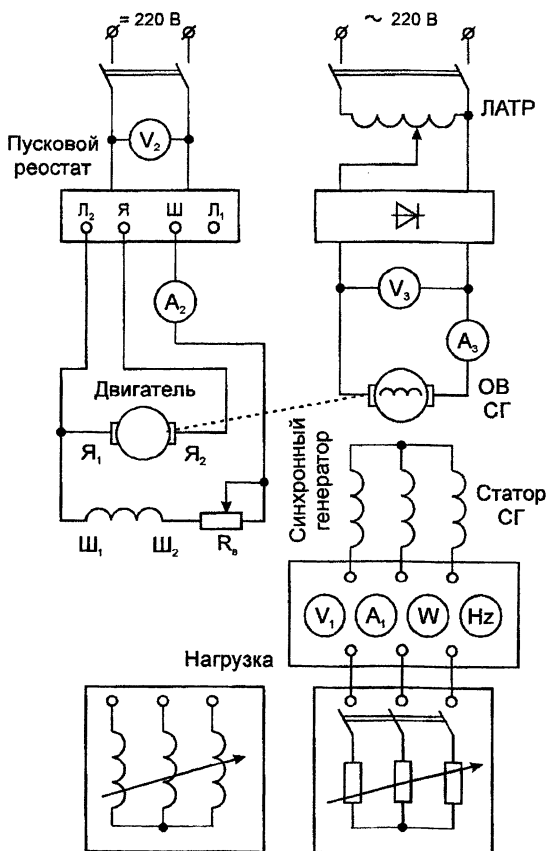 = 220 В
~ 220 В
ЛАТР
V₂
Пусковой
реостат
Л₂ Я Ш Л₁
A₂
V₃
A₃
Двигатель
ОВ
СГ
Я₁ Я₂
Синхронный
генератор
Статор
СГ
Ш₁ Ш₂ Rв
V₁ A₁ W Hz
Нагрузка